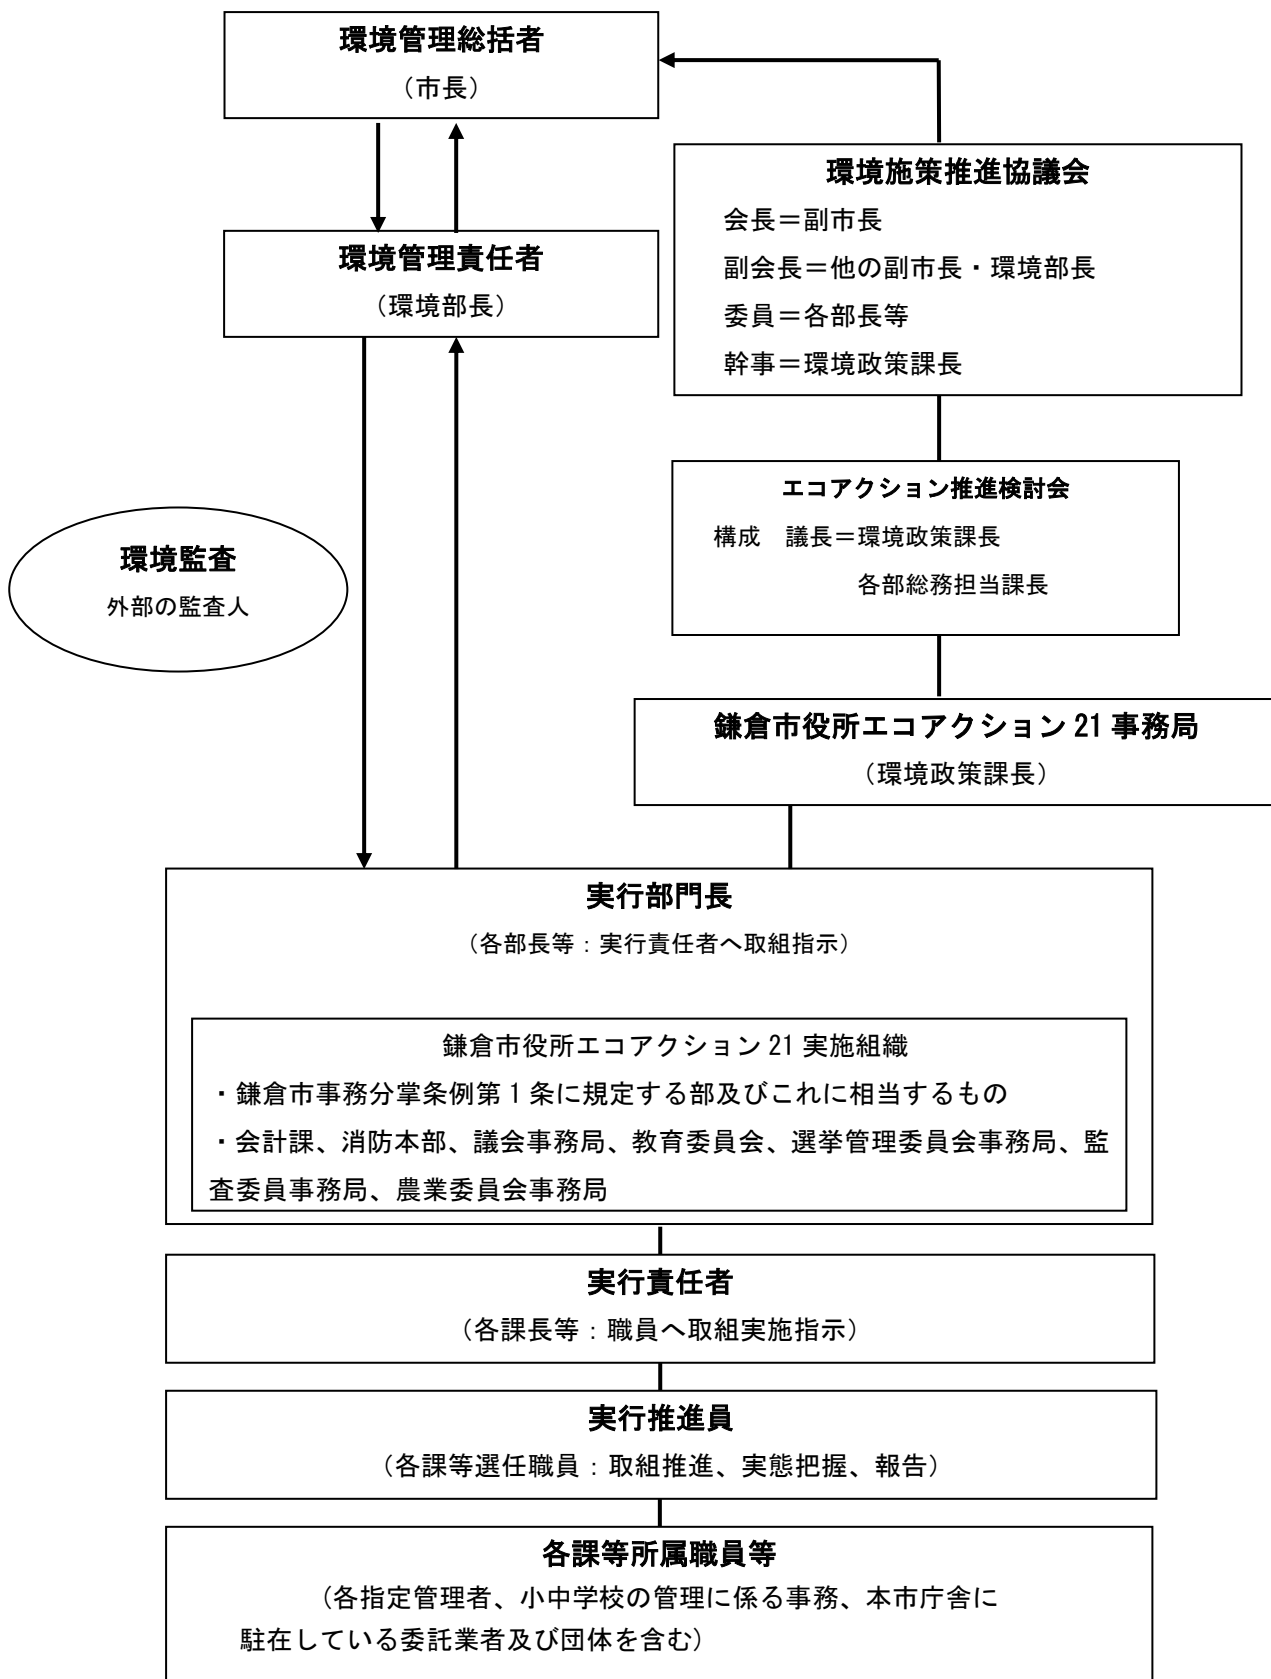 環境管理総括者
（市長）
環境施策推進協議会
会長＝副市長
副会長＝他の副市長・環境部長
委員＝各部長等
幹事＝環境政策課長
環境管理責任者
（環境部長）
エコアクション推進検討会
構成　議長＝環境政策課長
各部総務担当課長
環境監査
外部の監査人
鎌倉市役所エコアクション 21 事務局
（環境政策課長）
実行部門長
（各部長等：実行責任者へ取組指示）
鎌倉市役所エコアクション 21 実施組織
・鎌倉市事務分掌条例第 1 条に規定する部及びこれに相当するもの
・会計課、消防本部、議会事務局、教育委員会、選挙管理委員会事務局、監
査委員事務局、農業委員会事務局
実行責任者
（各課長等：職員へ取組実施指示）
実行推進員
（各課等選任職員：取組推進、実態把握、報告）
各課等所属職員等
（各指定管理者、小中学校の管理に係る事務、本市庁舎に
駐在している委託業者及び団体を含む）